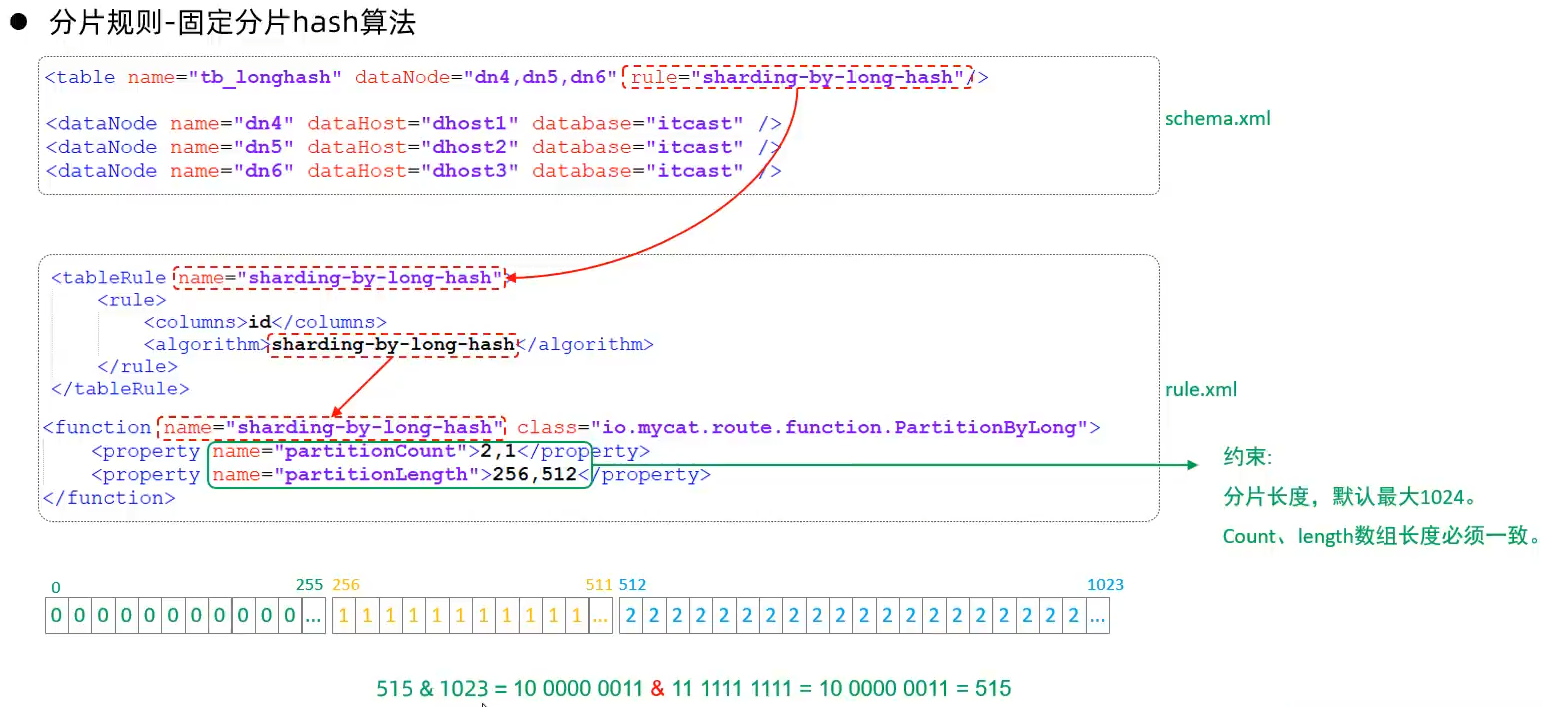 ● 分片规则-固定分片hash算法
<table name="tb_longhash" dataNode="dn4,dn5,dn6" rule="sharding-by-long-hash"/>
<dataNode name="dn4" dataHost="dhost1" database="itcast" />
<dataNode name="dn5" dataHost="dhost2" database="itcast" />
<dataNode name="dn6" dataHost="dhost3" database="itcast" />
schema.xml
<tableRule name="sharding-by-long-hash">
<rule>
<columns>id</columns>
<algorithm>sharding-by-long-hash</algorithm>
</rule>
</tableRule>
rule.xml
<function name="sharding-by-long-hash" class="io.mycat.route.function.PartitionByLong">
<property name="partitionCount">2,1</property>
<property name="partitionLength">256,512</property>
</function>
约束:
分片长度，默认最大1024。
Count、length数组长度必须一致。
0 255 256 511 512 1023
0 0 0 0 0 0 0 0 0 0 0 ... 1 1 1 1 1 1 1 1 1 1 1 ... 2 2 2 2 2 2 2 2 2 2 2 2 2 2 2 2 2 2 2 2 ...
515 & 1023 = 10 0000 0011 & 11 1111 1111 = 10 0000 0011 = 515